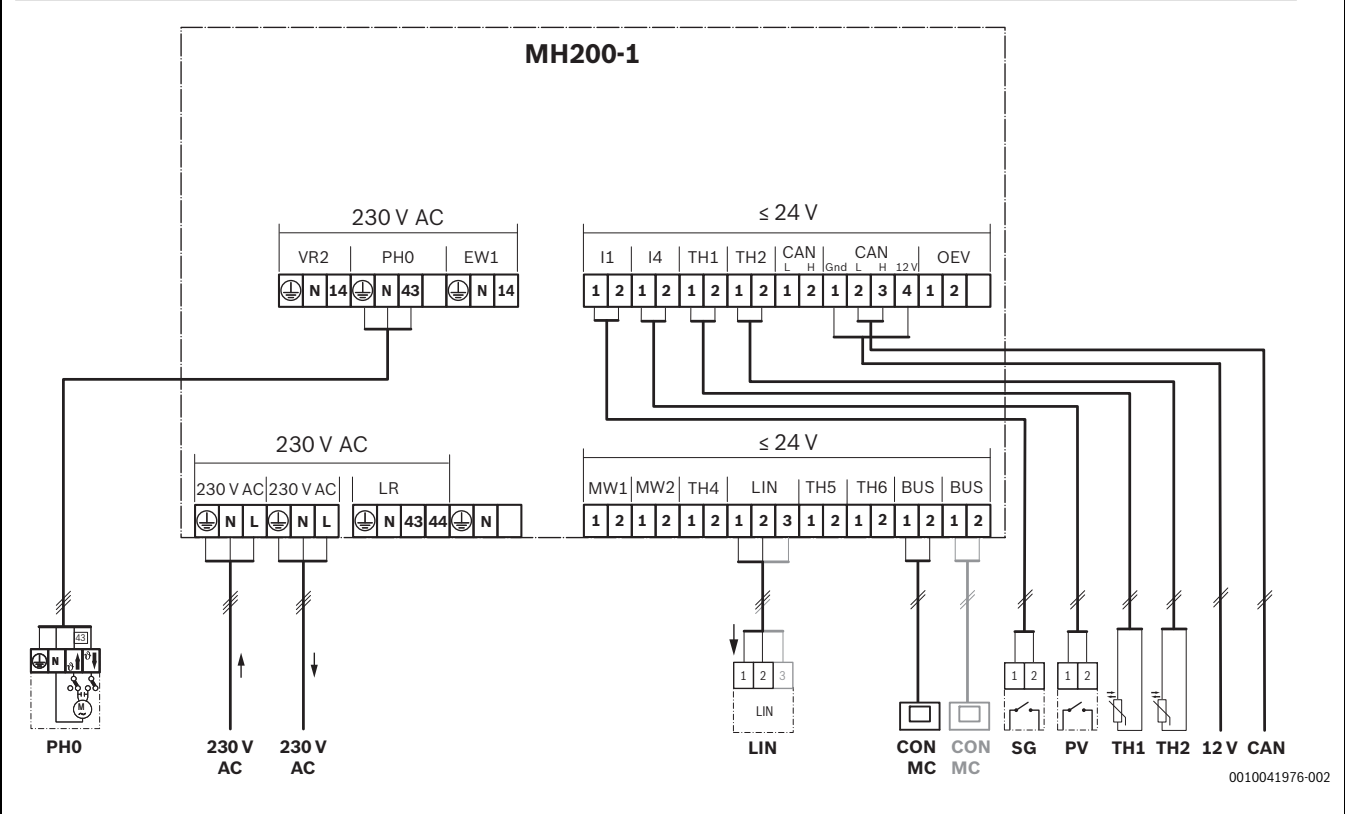 MH200-1
230 V AC
≤ 24 V
VR2 PH0 EW1
I1 I4 TH1 TH2 CAN CAN OEV
L H Gnd L H 12 V
N 14 N 43 N 14
1 2 1 2 1 2 1 2 1 2 1 2 3 4 1 2
230 V AC
≤ 24 V
230 V AC 230 V AC LR
MW1 MW2 TH4 LIN TH5 TH6 BUS BUS
N L N L N 43 44 N
1 2 1 2 1 2 1 2 3 1 2 1 2 1 2 1 2
43
N
M
~
1 2 3
LIN
1 2
1 2
PH0
230 V
AC
230 V
AC
LIN
CON
MC
CON
MC
SG
PV
TH1
TH2
12 V
CAN
0010041976-002